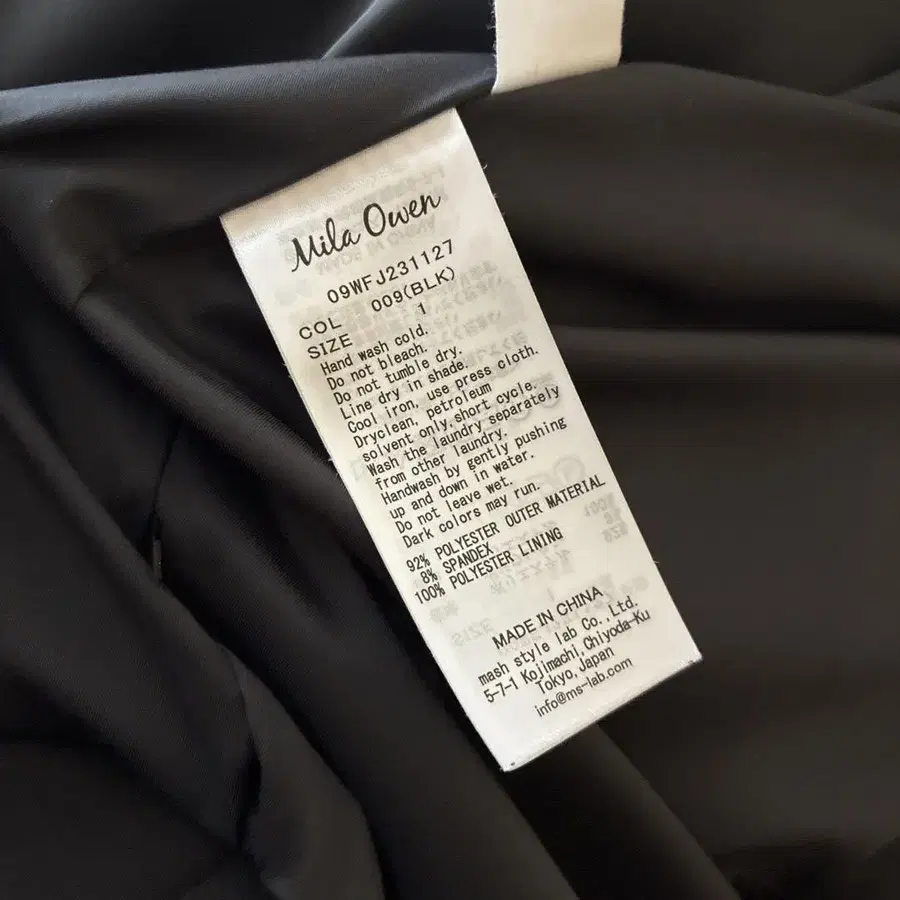 Mila Owen
09WFJ231127
COL 009(BLK)
SIZE 1
Hand wash cold.
Do not bleach.
Do not tumble dry.
Line dry in shade.
Cool iron, use press cloth.
Dryclean, petroleum
solvent only,short cycle.
Wash the laundry separately
from other laundry.
Handwash by gently pushing
up and down in water.
Do not leave wet.
Dark colors may run.
92% POLYESTER OUTER MATERIAL
8% SPANDEX
100% POLYESTER LINING
MADE IN CHINA
mash style lab Co.,Ltd.
5-7-1 Kojimachi,Chiyoda-Ku
Tokyo,Japan
info@ms-lab.com